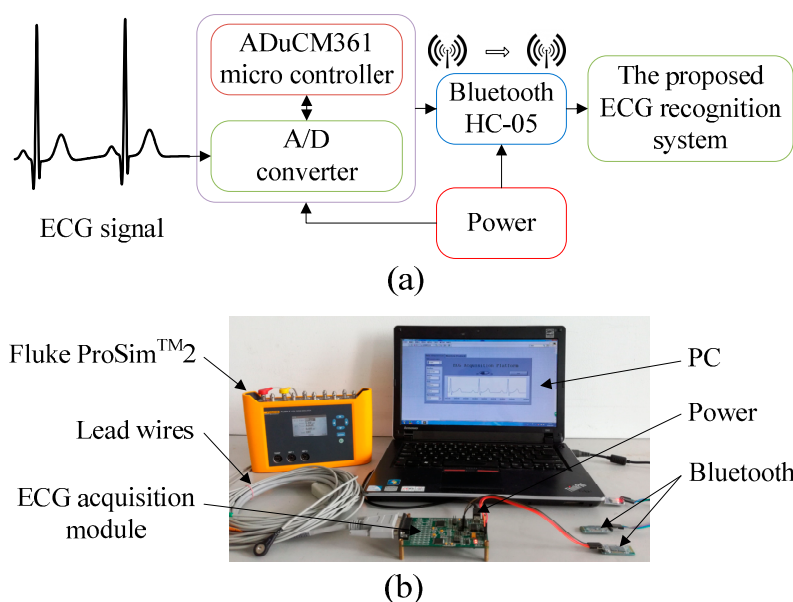 ADuCM361
micro controller
A/D
converter
Bluetooth
HC-05
The proposed
ECG recognition
system
Power
ECG signal
(a)
Fluke ProSim™2
Lead wires
ECG acquisition
module
PC
Power
Bluetooth
(b)